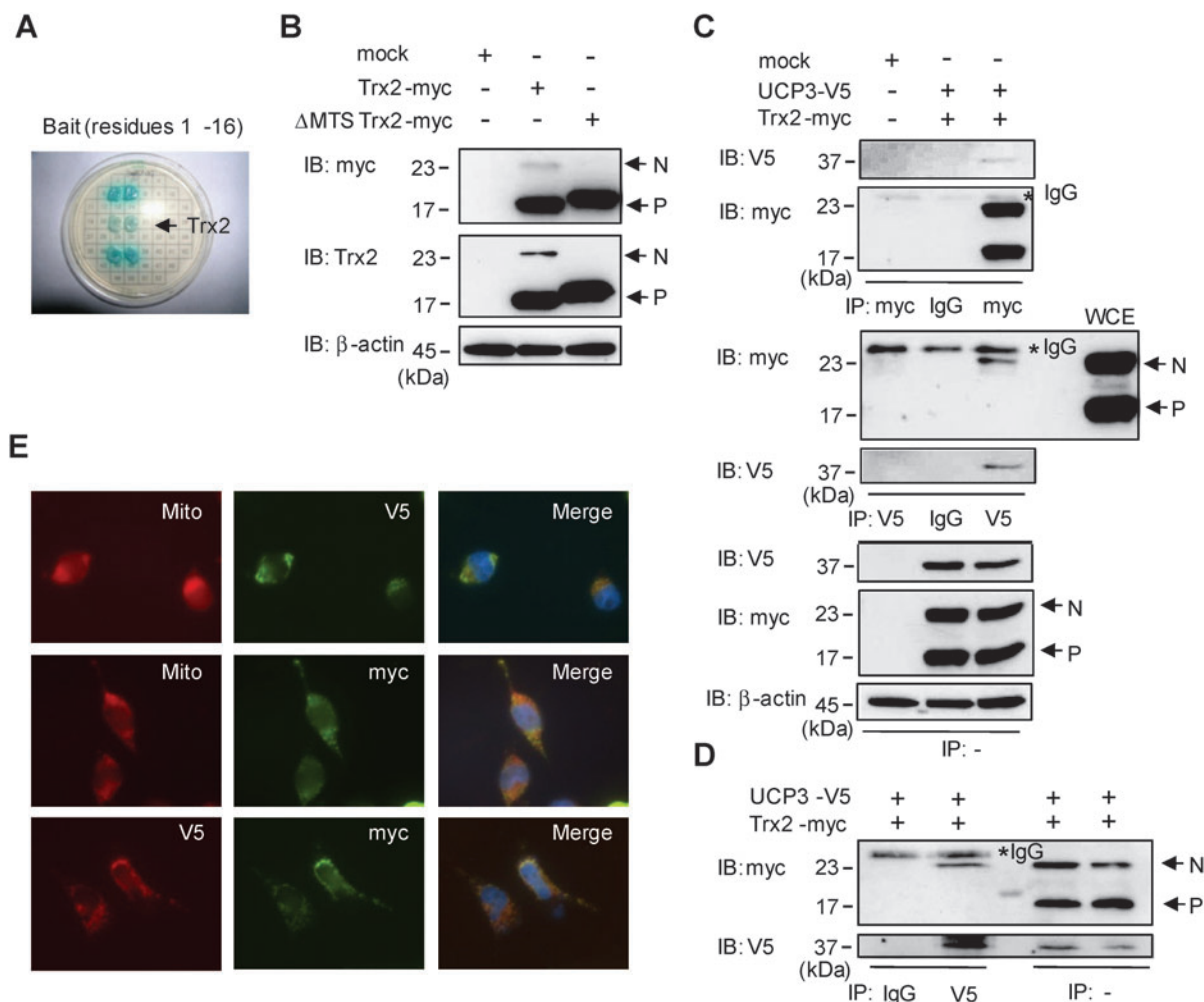 A
Bait (residues 1 -16)
Trx2
B
mock + - -
Trx2-myc - + -
ΔMTS Trx2-myc - - +
IB: myc 23 N
17 P
IB: Trx2 23 N
17 P
IB: β-actin 45
(kDa)
C
mock + - -
UCP3-V5 - + +
Trx2-myc - + +
IB: V5 37
IB: myc 23 * IgG
17
(kDa)
IP: myc IgG myc
WCE
IB: myc 23 * IgG N
17 P
IB: V5 37
(kDa)
IP: V5 IgG V5
IB: V5 37
IB: myc 23 N
17 P
IB: β-actin 45
(kDa)
IP: -
D
UCP3 -V5 + + + +
Trx2 -myc + + + +
IB: myc 23 *IgG N
17 P
IB: V5 37
(kDa)
IP: IgG V5 IP: -
E
Mito V5 Merge
Mito myc Merge
V5 myc Merge